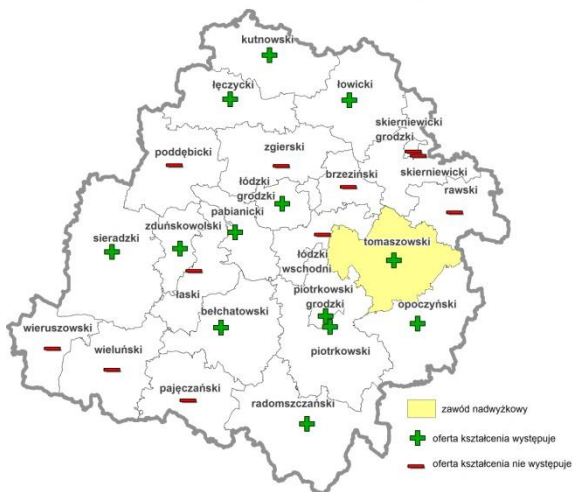 kutnowski
łęczycki
łowicki
skierniewicki
grodzki
poddębicki
zgierski
brzeziński
skierniewicki
rawski
łódzki
grodzki
pabianicki
zduńskowolski
sieradzki
tomaszowski
łódzki
wschodni
łaski
piotrkowski
grodzki
bełchatowski
opoczyński
wieruszowski
wieluński
piotrkowski
pajęczański
radomszczański
zawód nadwyżkowy
oferta kształcenia występuje
oferta kształcenia nie występuje